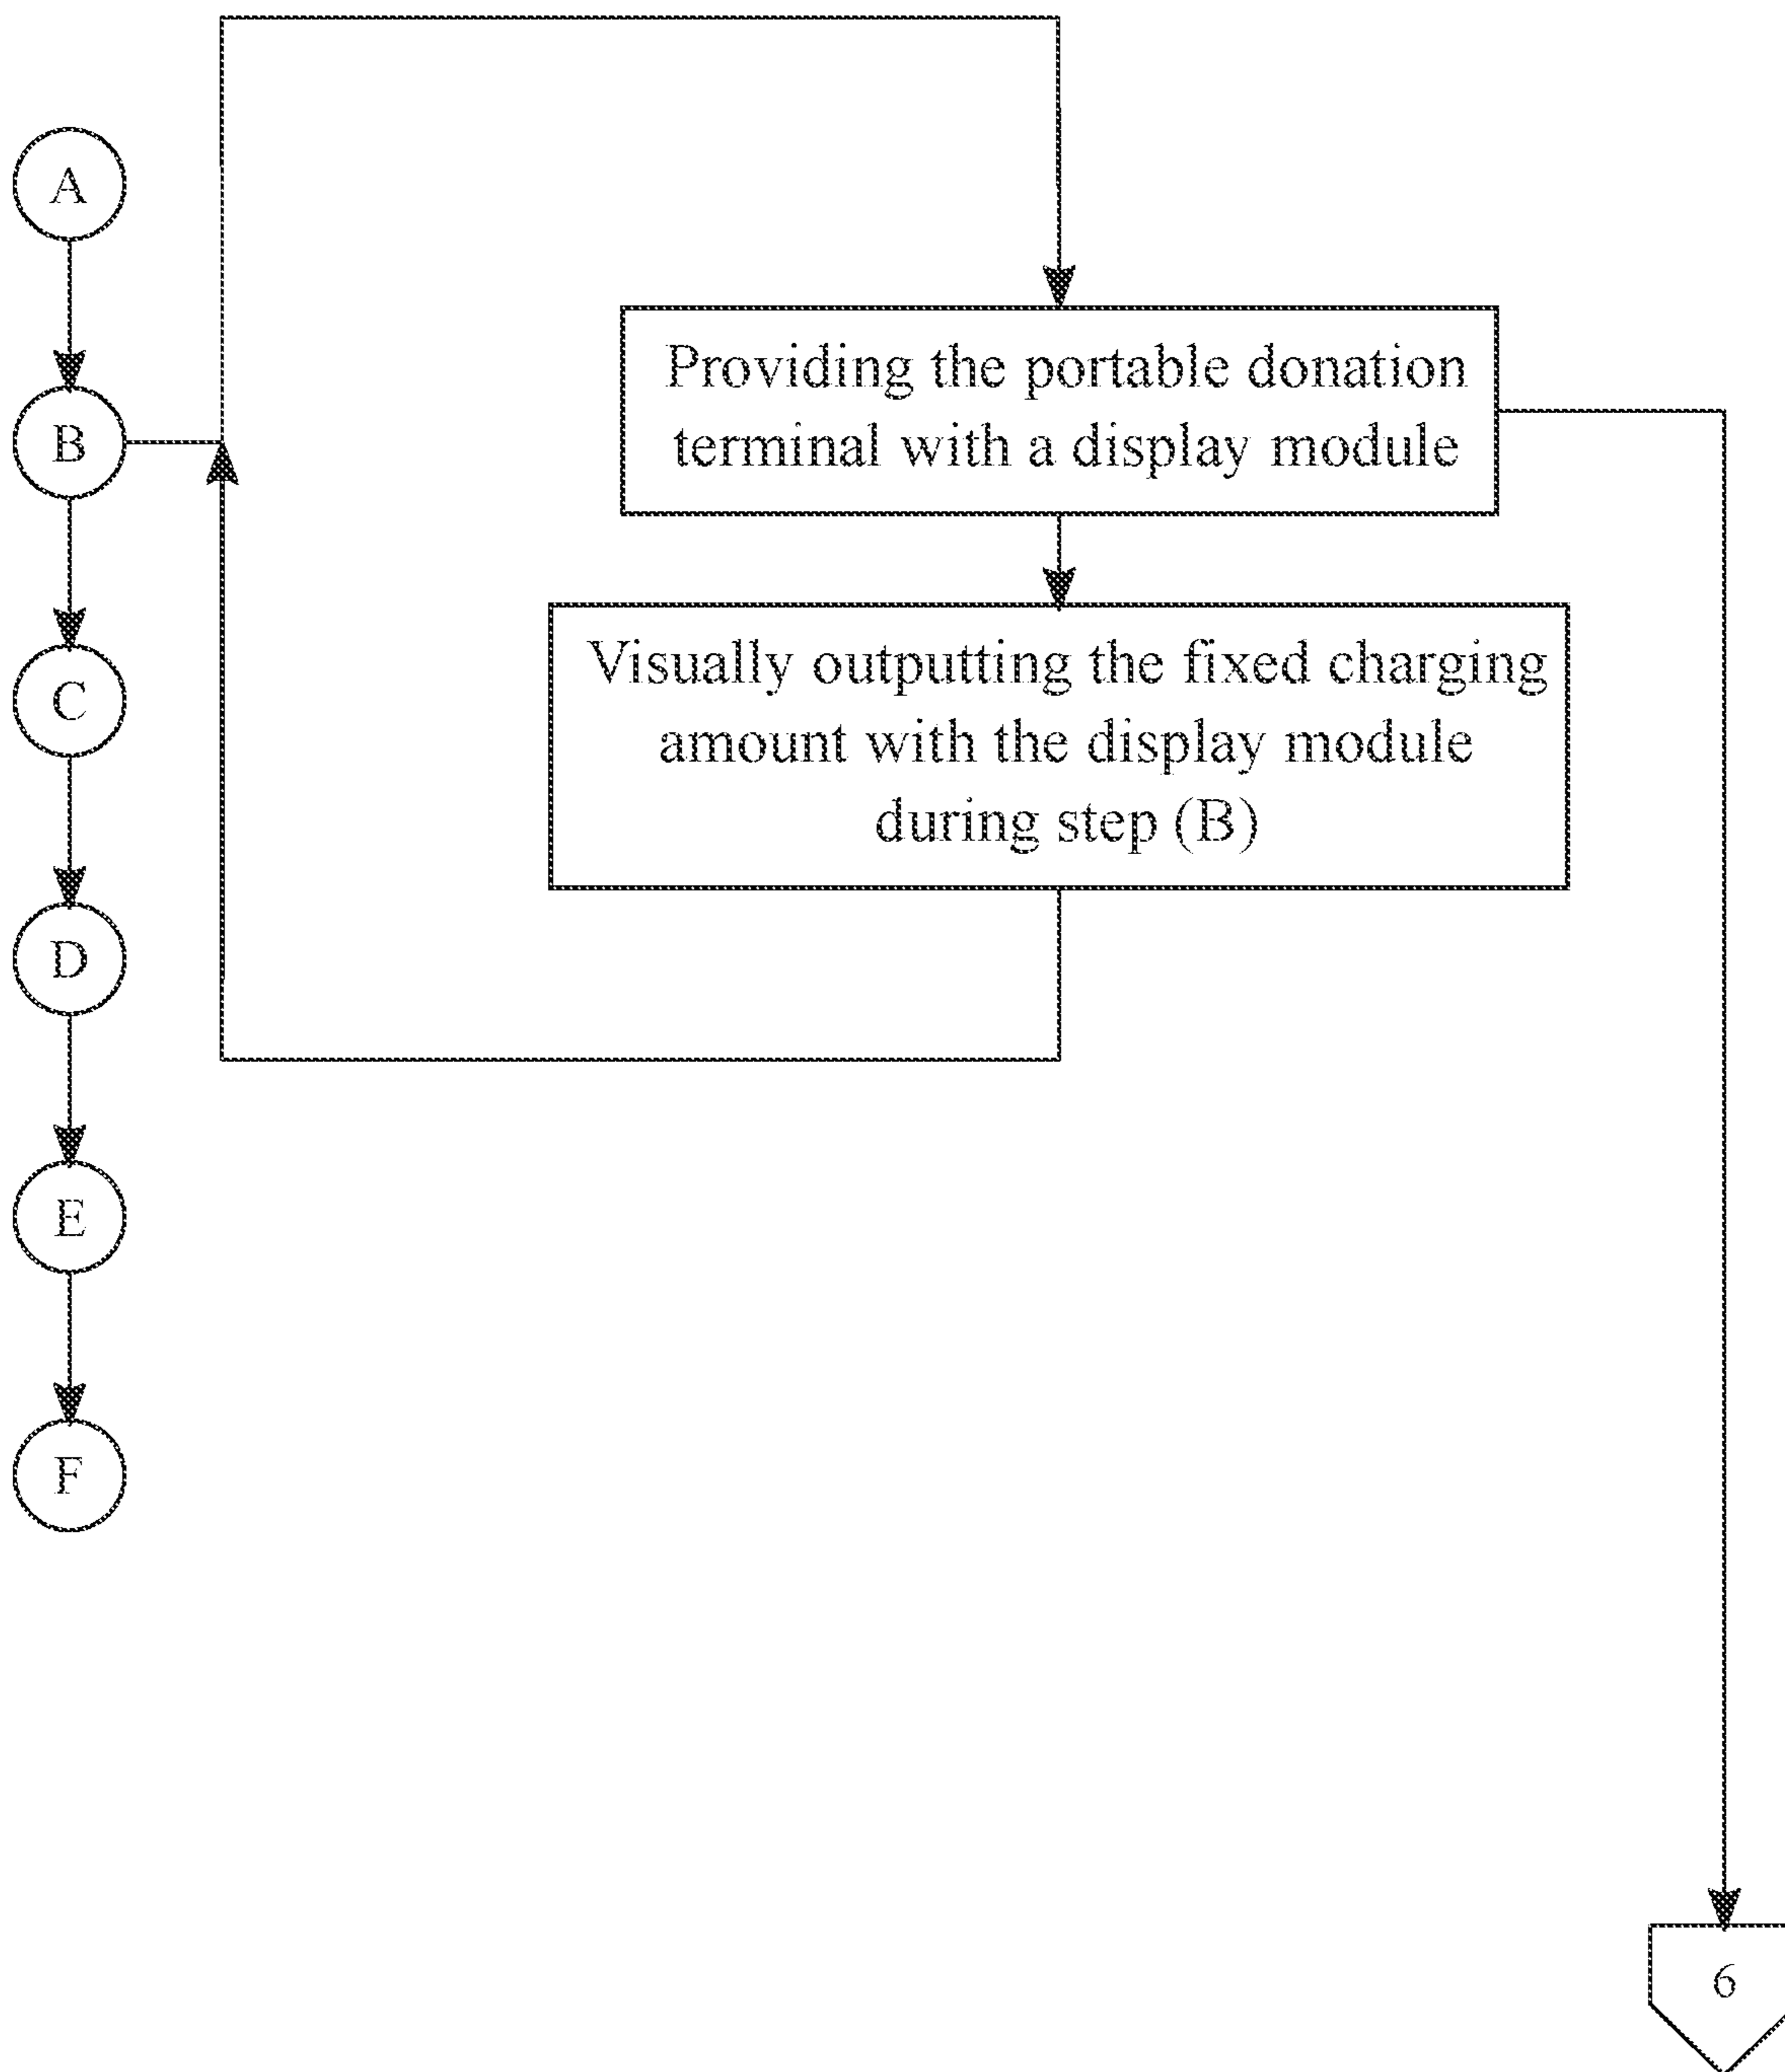 A
B
C
D
E
F
Providing the portable donation
terminal with a display module
Visually outputting the fixed charging
amount with the display module
during step (B)
6